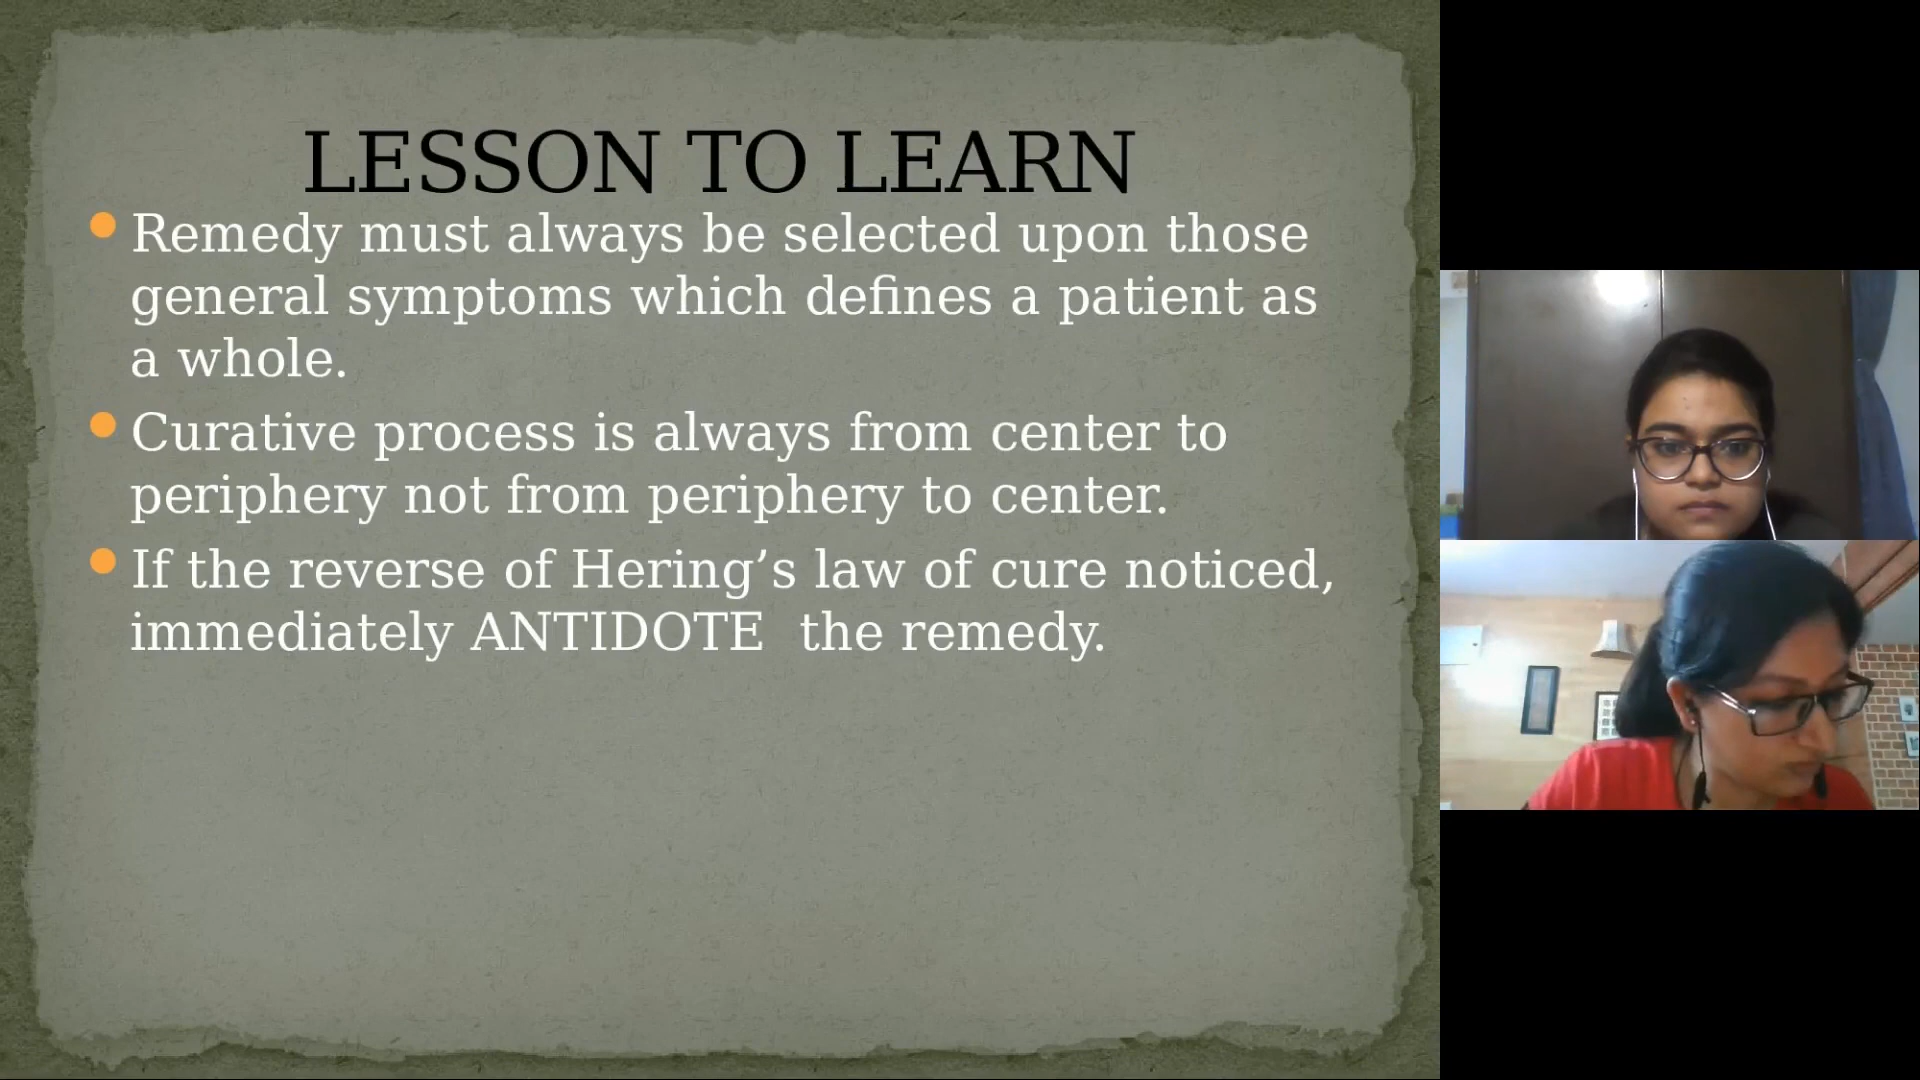 LESSON TO LEARN
Remedy must always be selected upon those
general symptoms which defines a patient as
a whole.
Curative process is always from center to
periphery not from periphery to center.
If the reverse of Hering’s law of cure noticed,
immediately ANTIDOTE  the remedy.